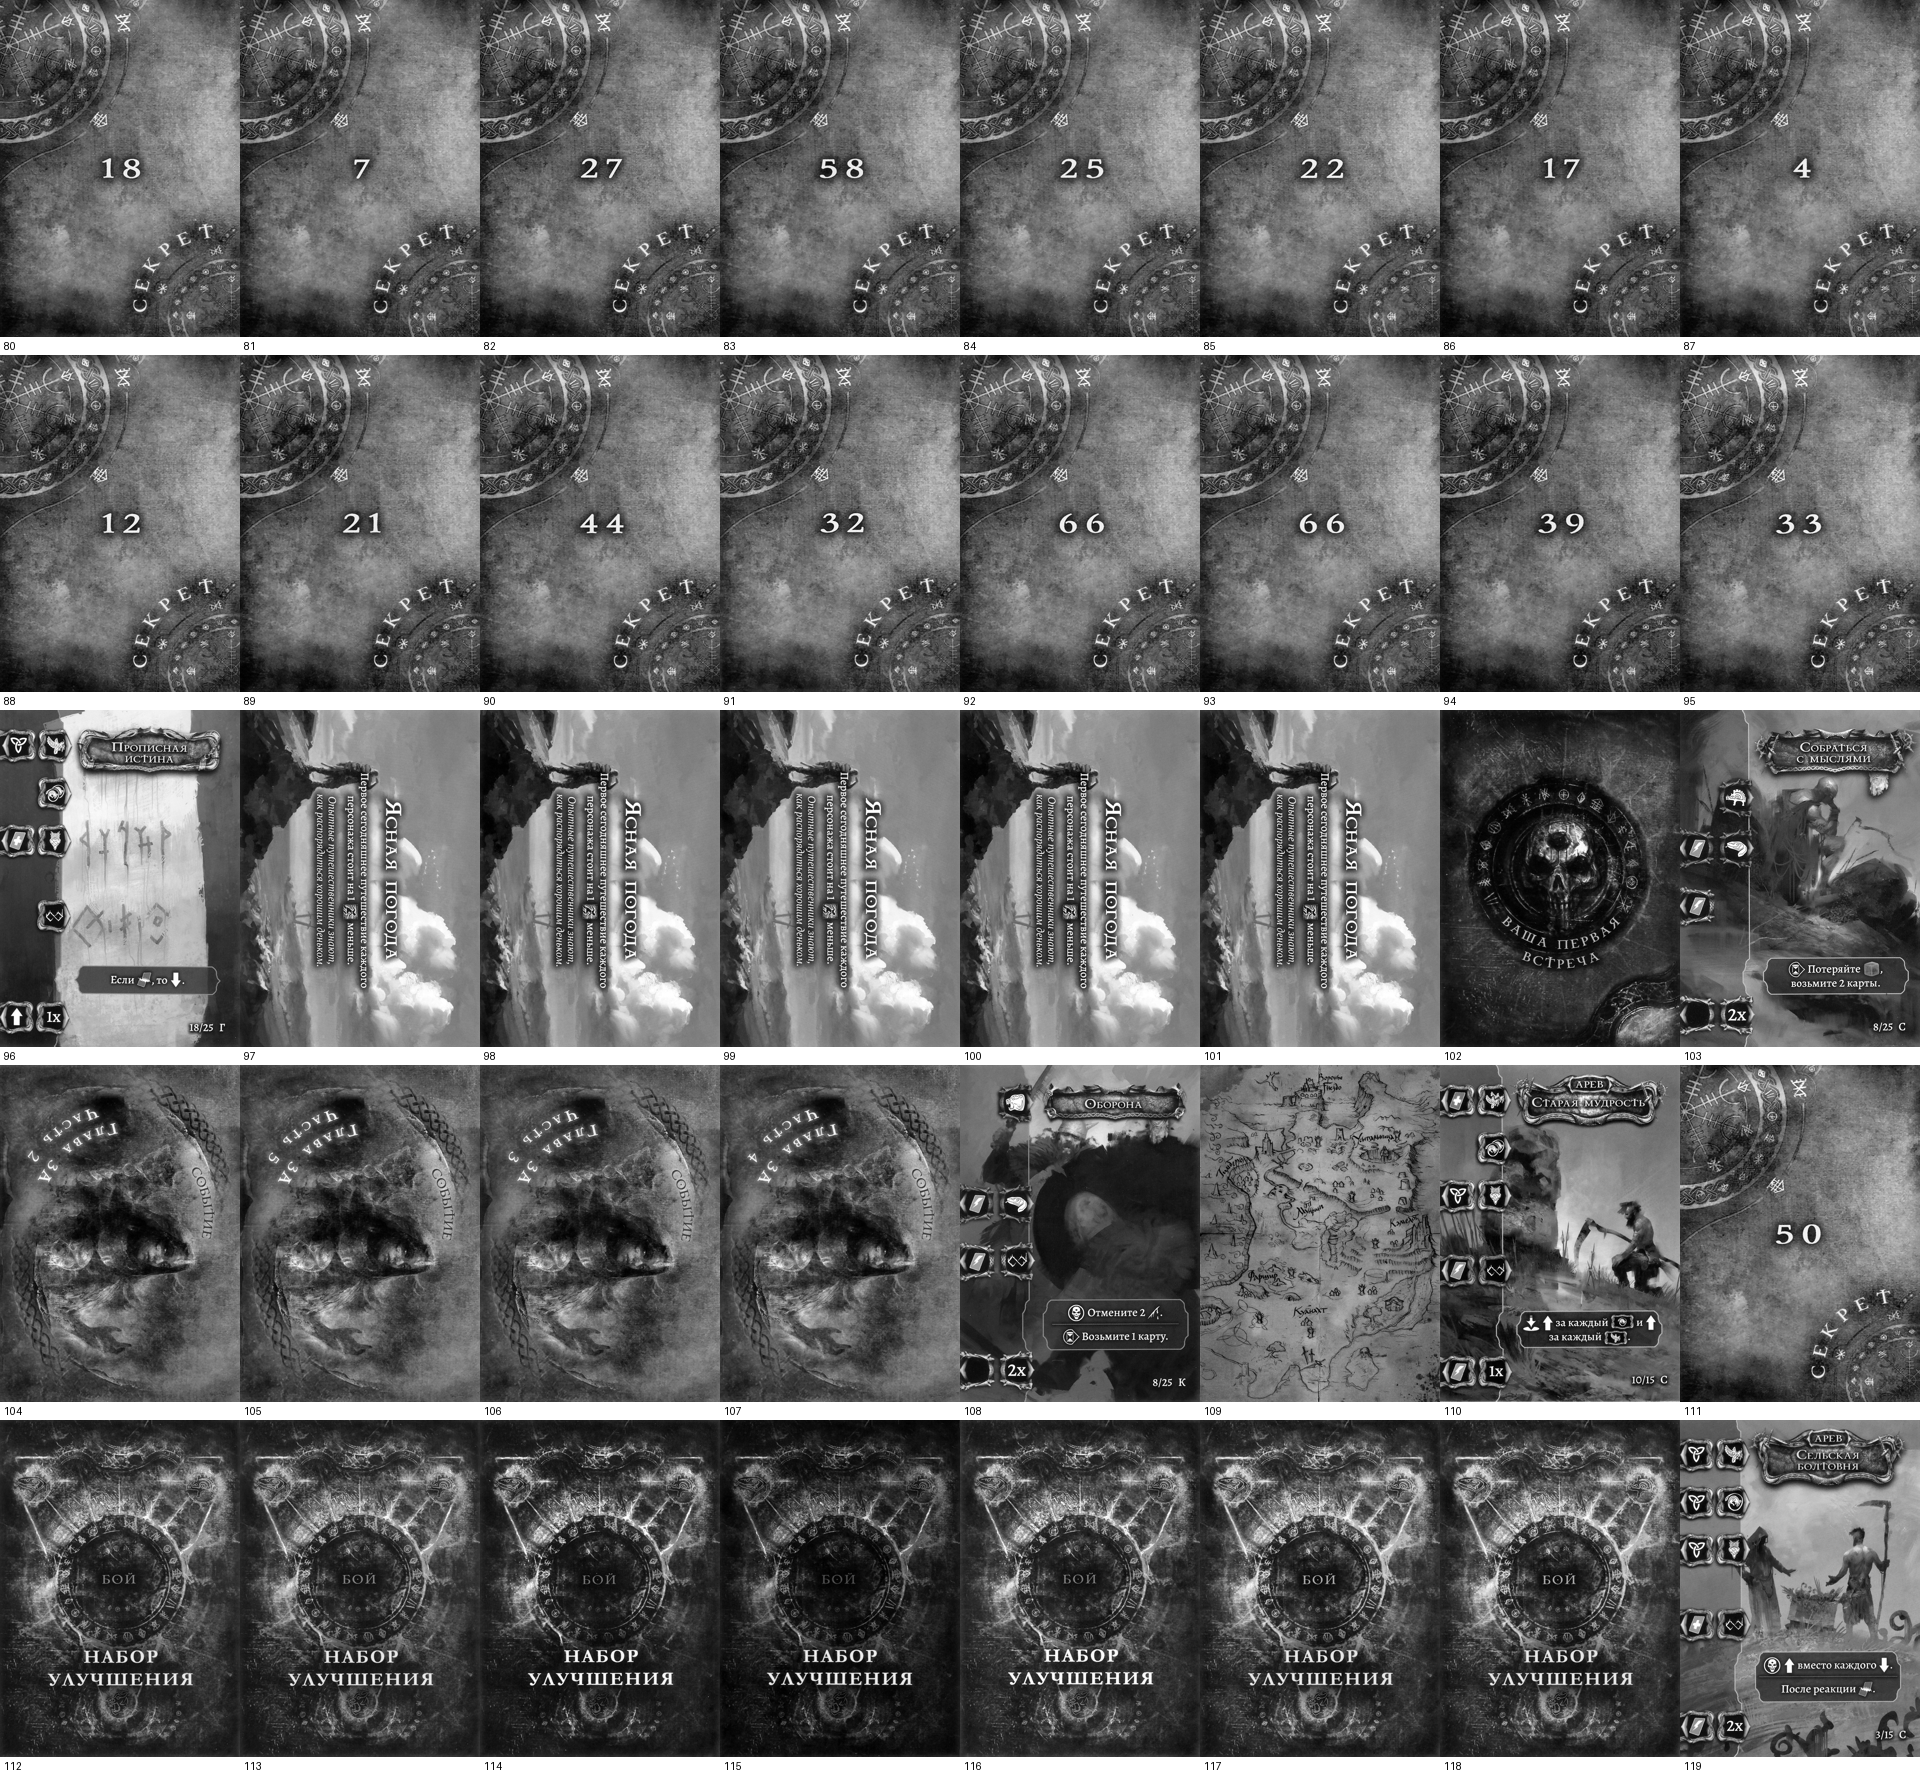 18
СЕКРЕТ
7
СЕКРЕТ
27
СЕКРЕТ
58
СЕКРЕТ
25
СЕКРЕТ
22
СЕКРЕТ
17
СЕКРЕТ
4
СЕКРЕТ
80
81
82
83
84
85
86
87
12
СЕКРЕТ
21
СЕКРЕТ
44
СЕКРЕТ
32
СЕКРЕТ
66
СЕКРЕТ
66
СЕКРЕТ
39
СЕКРЕТ
33
СЕКРЕТ
88
89
90
91
92
93
94
95
Прописная
истина
Если , то .
1x
18/25 Г
Ясная погода
Первое сегодняшнее путешествие каждого
персонажа стоит на 1 меньше.
Опытные путешественники знают,
как распорядиться хорошим деньком.
Ясная погода
Первое сегодняшнее путешествие каждого
персонажа стоит на 1 меньше.
Опытные путешественники знают,
как распорядиться хорошим деньком.
Ясная погода
Первое сегодняшнее путешествие каждого
персонажа стоит на 1 меньше.
Опытные путешественники знают,
как распорядиться хорошим деньком.
Ясная погода
Первое сегодняшнее путешествие каждого
персонажа стоит на 1 меньше.
Опытные путешественники знают,
как распорядиться хорошим деньком.
Ясная погода
Первое сегодняшнее путешествие каждого
персонажа стоит на 1 меньше.
Опытные путешественники знают,
как распорядиться хорошим деньком.
ВАША ПЕРВАЯ
ВСТРЕЧА
Собраться
с мыслями
Потеряйте ,
возьмите 2 карты.
2x
8/25 С
96
97
98
99
100
101
102
103
СОБЫТИЕ
Глава 3А
Часть 2
СОБЫТИЕ
Глава 3А
Часть 5
СОБЫТИЕ
Глава 3А
Часть 3
СОБЫТИЕ
Глава 3А
Часть 4
Оборона
Отмените 2 .
Возьмите 1 карту.
2x
8/25 К
Арев
Старая мудрость
за каждый и
за каждый .
1x
10/15 С
50
СЕКРЕТ
104
105
106
107
108
109
110
111
БОЙ
НАБОР
УЛУЧШЕНИЯ
БОЙ
НАБОР
УЛУЧШЕНИЯ
БОЙ
НАБОР
УЛУЧШЕНИЯ
БОЙ
НАБОР
УЛУЧШЕНИЯ
БОЙ
НАБОР
УЛУЧШЕНИЯ
БОЙ
НАБОР
УЛУЧШЕНИЯ
БОЙ
НАБОР
УЛУЧШЕНИЯ
Арев
Сельская
болтовня
вместо каждого .
После реакции .
2x
3/15 С
112
113
114
115
116
117
118
119